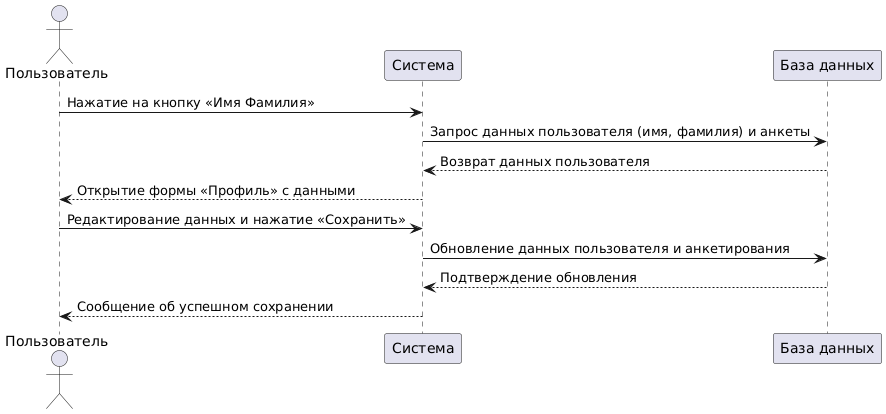 Пользователь
Система
База данных
Нажатие на кнопку «Имя Фамилия»
Запрос данных пользователя (имя, фамилия) и анкеты
Возврат данных пользователя
Открытие формы «Профиль» с данными
Редактирование данных и нажатие «Сохранить»
Обновление данных пользователя и анкетирования
Подтверждение обновления
Сообщение об успешном сохранении
Пользователь
Система
База данных